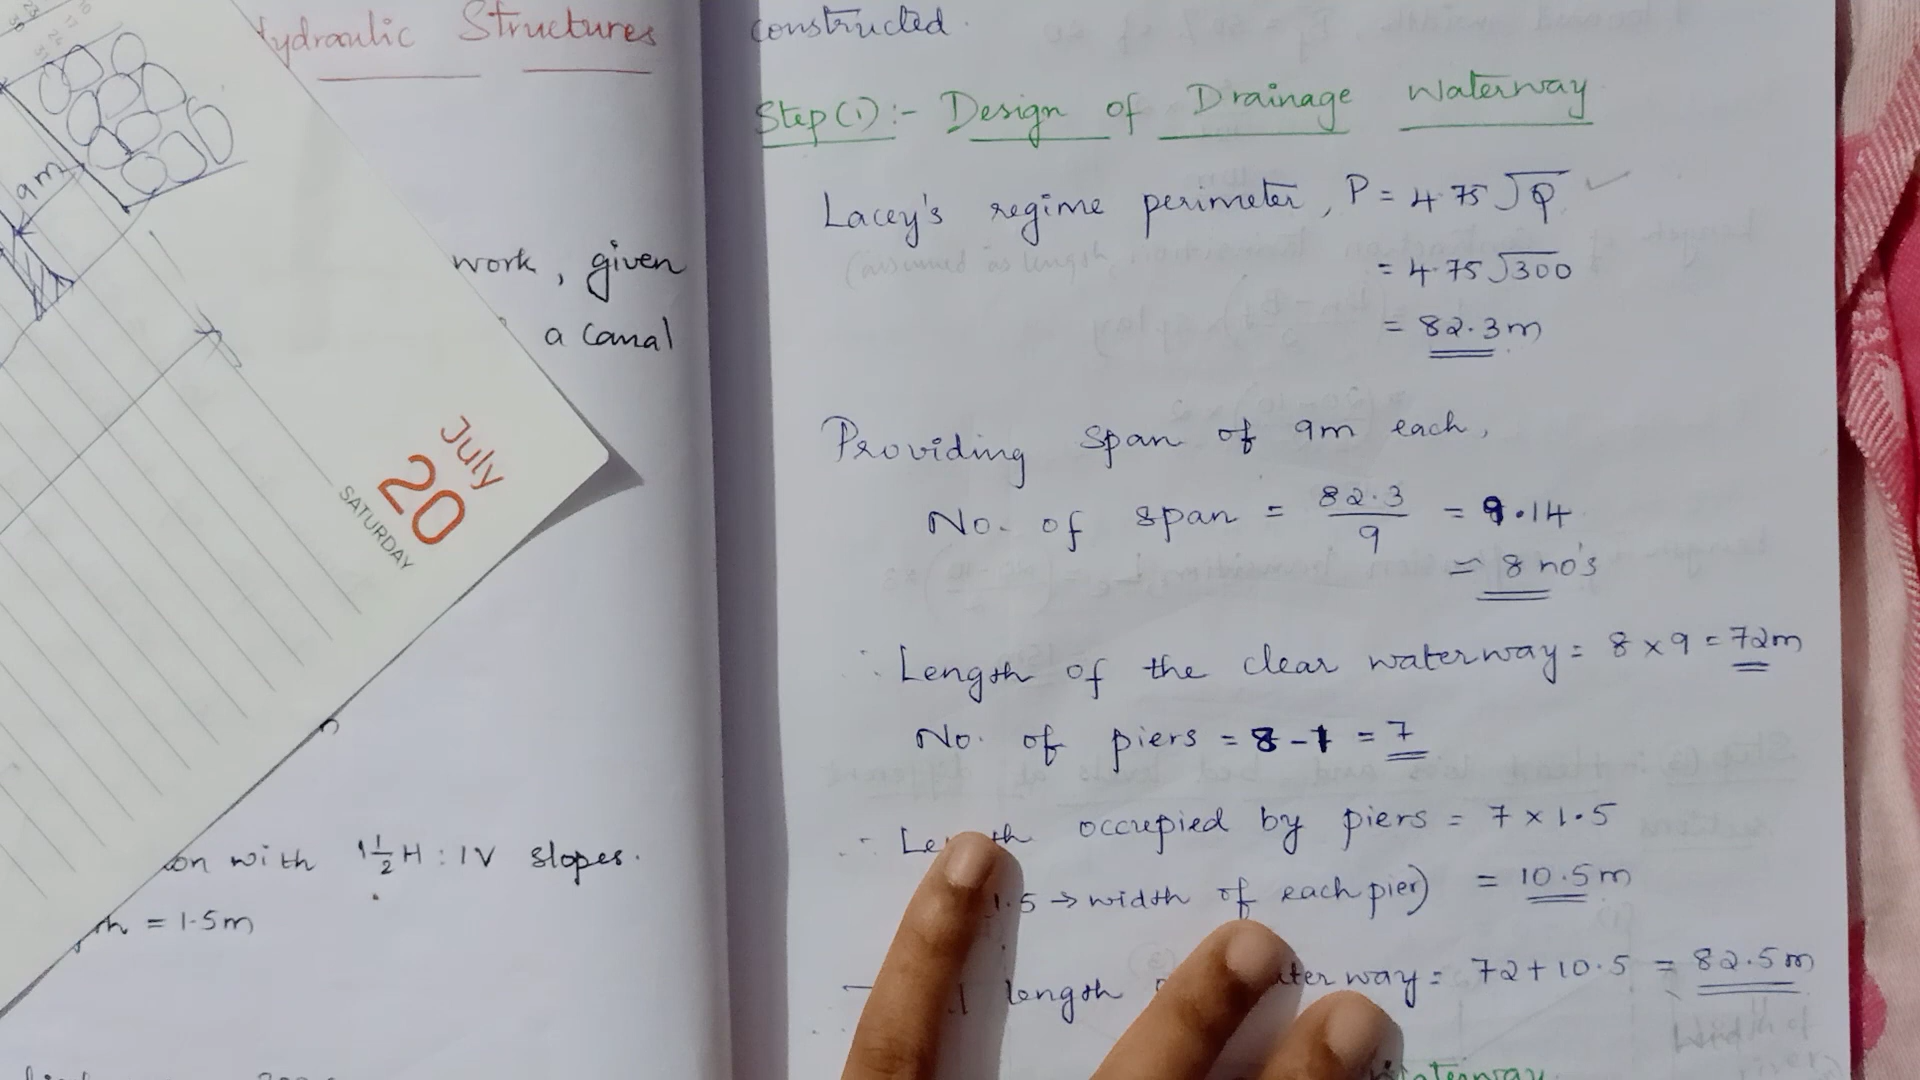 Hydraulic Structures
9m
work, given
a canal
July
20
SATURDAY
with 1½H : 1V slopes.
= 1.5m
constructed.
Step (1) :- Design of Drainage Waterway
Lacey's regime perimeter, P = 4.75 √Q
= 4.75 √300
= 82.3m
Providing span of 9m each,
No. of span = 82.3/9 = 9.14
= 8 no's
∴ Length of the clear waterway = 8 x 9 = 72m
No. of piers = 8 - 1 = 7
∴ Length occupied by piers = 7 x 1.5
1.5 → width of each pier) = 10.5m
length way = 72 + 10.5 = 82.5m
Waterway